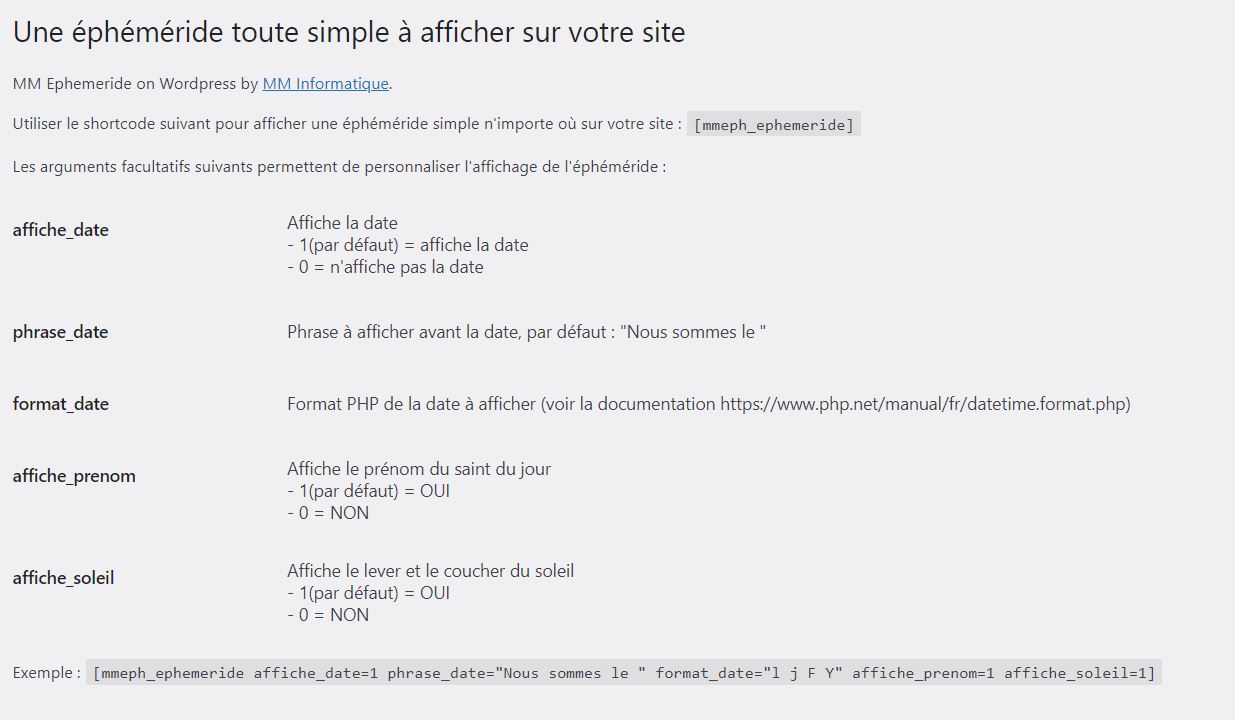 Une éphéméride toute simple à afficher sur votre site
MM Ephemeride on Wordpress by MM Informatique.
Utiliser le shortcode suivant pour afficher une éphéméride simple n'importe où sur votre site : [mmeph_ephemeride]
Les arguments facultatifs suivants permettent de personnaliser l'affichage de l'éphéméride :
affiche_date
Affiche la date
- 1(par défaut) = affiche la date
- 0 = n'affiche pas la date
phrase_date
Phrase à afficher avant la date, par défaut : "Nous sommes le "
format_date
Format PHP de la date à afficher (voir la documentation https://www.php.net/manual/fr/datetime.format.php)
affiche_prenom
Affiche le prénom du saint du jour
- 1(par défaut) = OUI
- 0 = NON
affiche_soleil
Affiche le lever et le coucher du soleil
- 1(par défaut) = OUI
- 0 = NON
Exemple : [mmeph_ephemeride affiche_date=1 phrase_date="Nous sommes le " format_date="l j F Y" affiche_prenom=1 affiche_soleil=1]